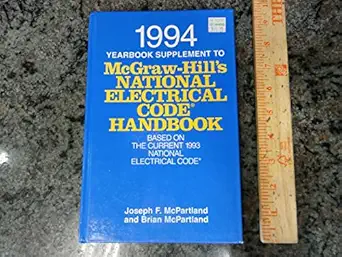 1994
YEARBOOK SUPPLEMENT TO
McGraw-Hill's
NATIONAL
ELECTRICAL
CODE®
HANDBOOK
BASED ON
THE CURRENT 1993
NATIONAL
ELECTRICAL CODE®
Joseph F. McPartland
and Brian McPartland